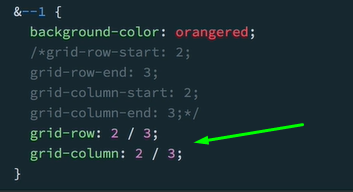 &--1 {
background-color: orangered;
/*grid-row-start: 2;
grid-row-end: 3;
grid-column-start: 2;
grid-column-end: 3;*/
grid-row: 2 / 3;
grid-column: 2 / 3;
}